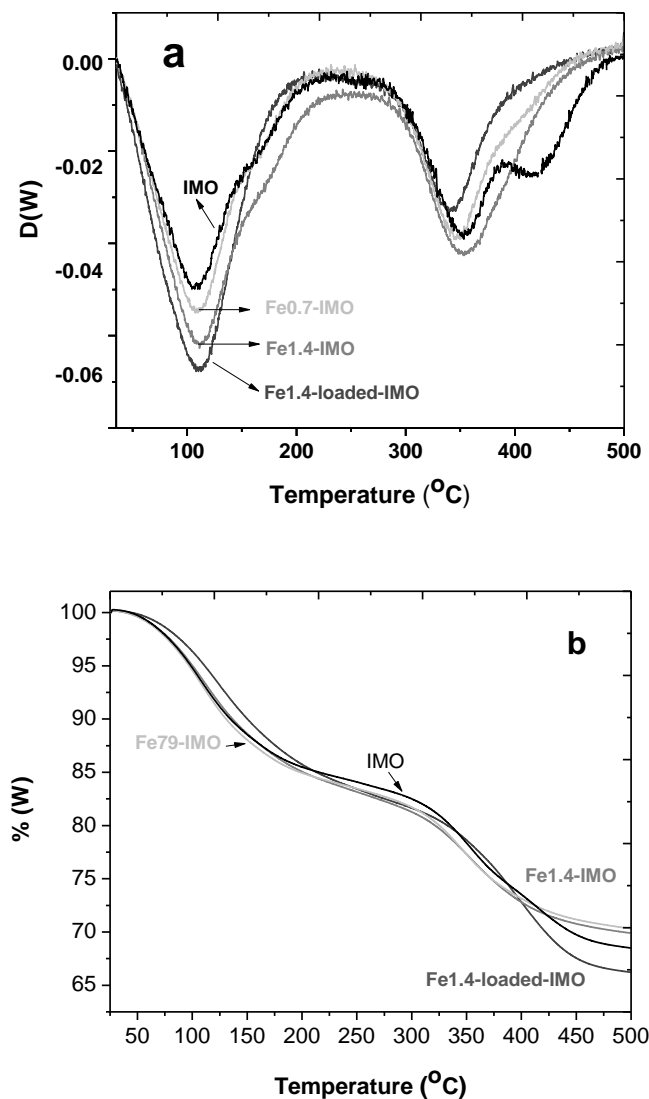 a
0.00
-0.02
-0.04
-0.06
D(W)
IMO
Fe0.7-IMO
Fe1.4-IMO
Fe1.4-loaded-IMO
100 200 300 400 500
Temperature (°C)
b
100
95
90
85
80
75
70
65
% (W)
Fe79-IMO
IMO
Fe1.4-IMO
Fe1.4-loaded-IMO
50 100 150 200 250 300 350 400 450 500
Temperature (°C)